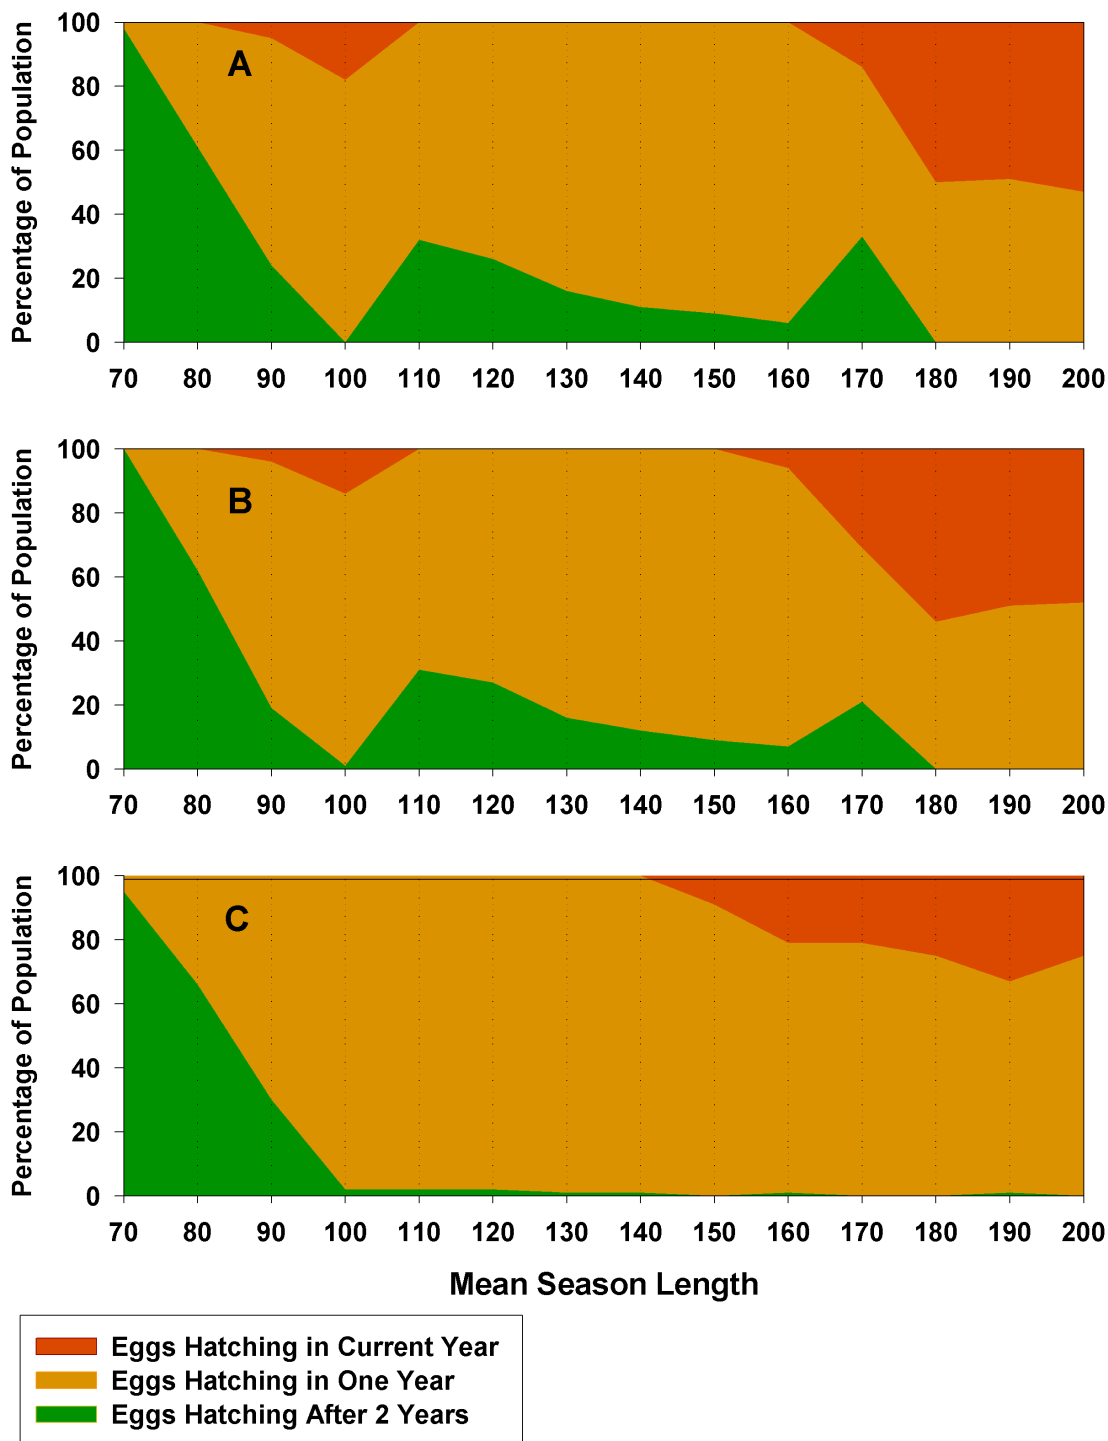 Percentage of Population
100
80
60
40
20
0
A
70 80 90 100 110 120 130 140 150 160 170 180 190 200
Percentage of Population
100
80
60
40
20
0
B
70 80 90 100 110 120 130 140 150 160 170 180 190 200
Percentage of Population
100
80
60
40
20
0
C
70 80 90 100 110 120 130 140 150 160 170 180 190 200
Mean Season Length
Eggs Hatching in Current Year
Eggs Hatching in One Year
Eggs Hatching After 2 Years